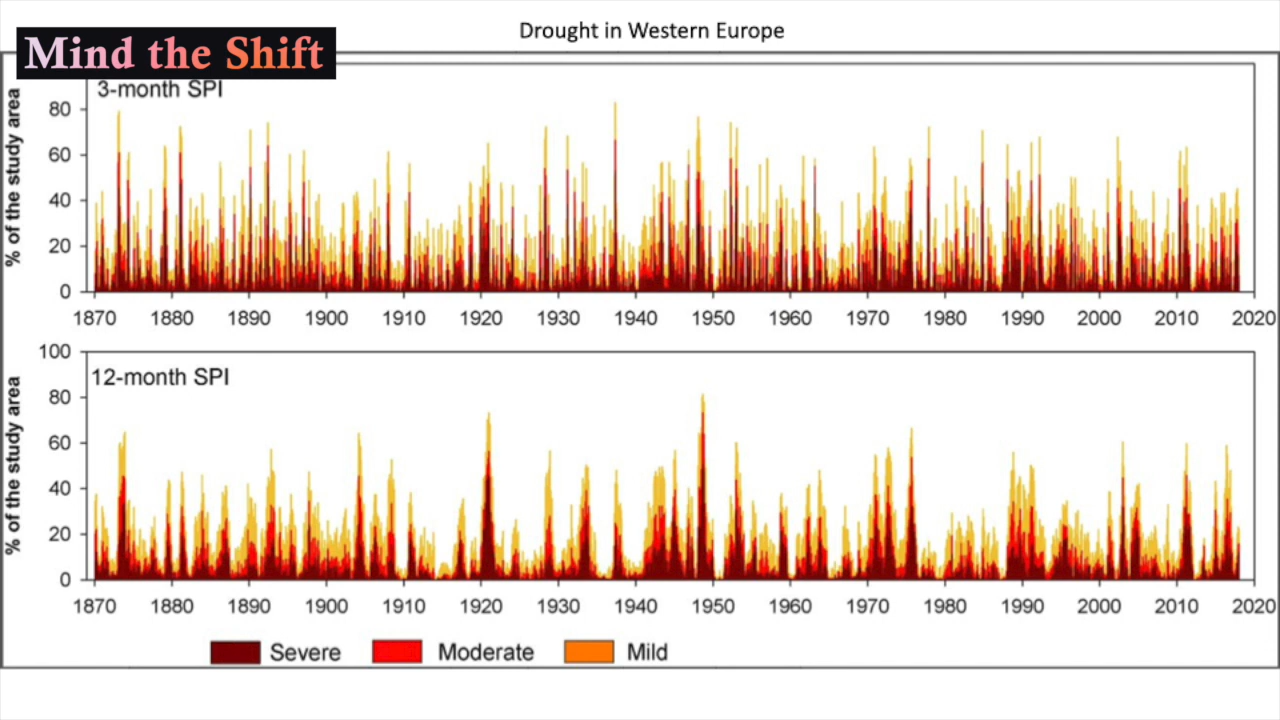 Drought in Western Europe
Mind the Shift
3-month SPI
% of the study area
80
60
40
20
0
1870 1880 1890 1900 1910 1920 1930 1940 1950 1960 1970 1980 1990 2000 2010 2020
12-month SPI
% of the study area
100
80
60
40
20
0
1870 1880 1890 1900 1910 1920 1930 1940 1950 1960 1970 1980 1990 2000 2010 2020
Severe Moderate Mild